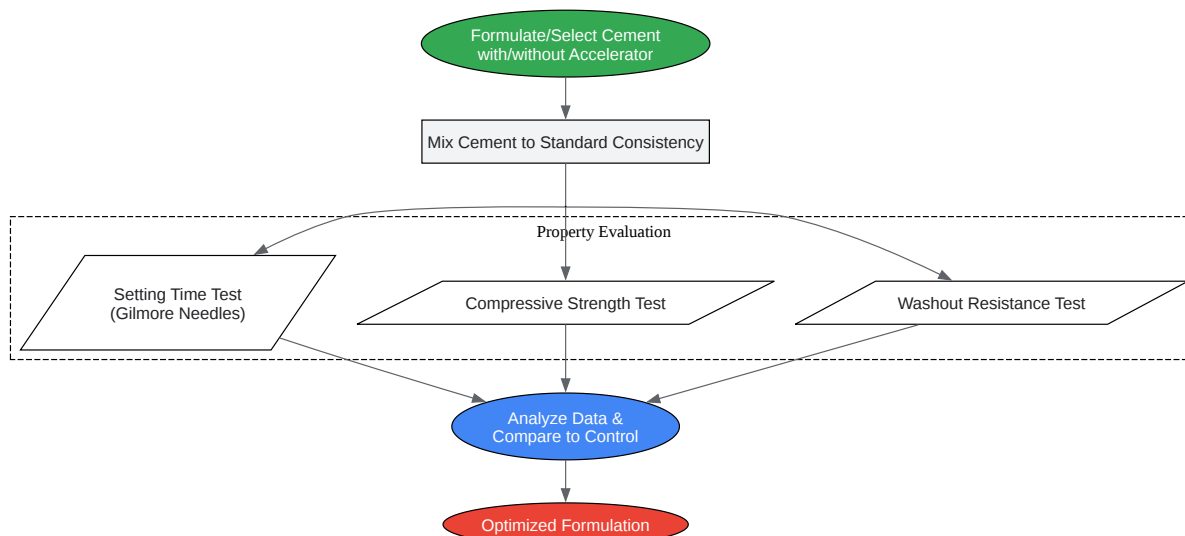 Formulate/Select Cement
with/without Accelerator
Mix Cement to Standard Consistency
Property Evaluation
Setting Time Test
(Gilmore Needles)
Compressive Strength Test
Washout Resistance Test
Analyze Data &
Compare to Control
Optimized Formulation